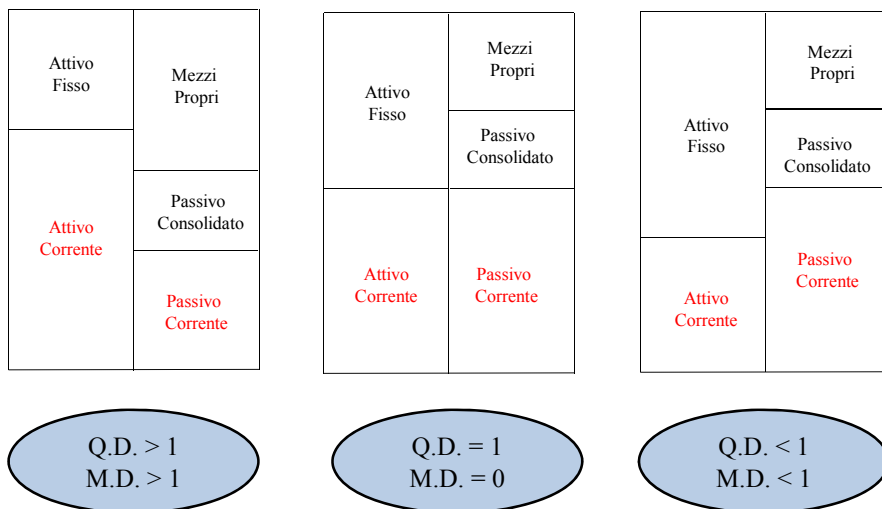 Attivo
Fisso
Attivo
Corrente
Mezzi
Propri
Passivo
Consolidato
Passivo
Corrente
Q.D. > 1
M.D. > 1
Attivo
Fisso
Attivo
Corrente
Mezzi
Propri
Passivo
Consolidato
Passivo
Corrente
Q.D. = 1
M.D. = 0
Attivo
Fisso
Attivo
Corrente
Mezzi
Propri
Passivo
Consolidato
Passivo
Corrente
Q.D. < 1
M.D. < 1